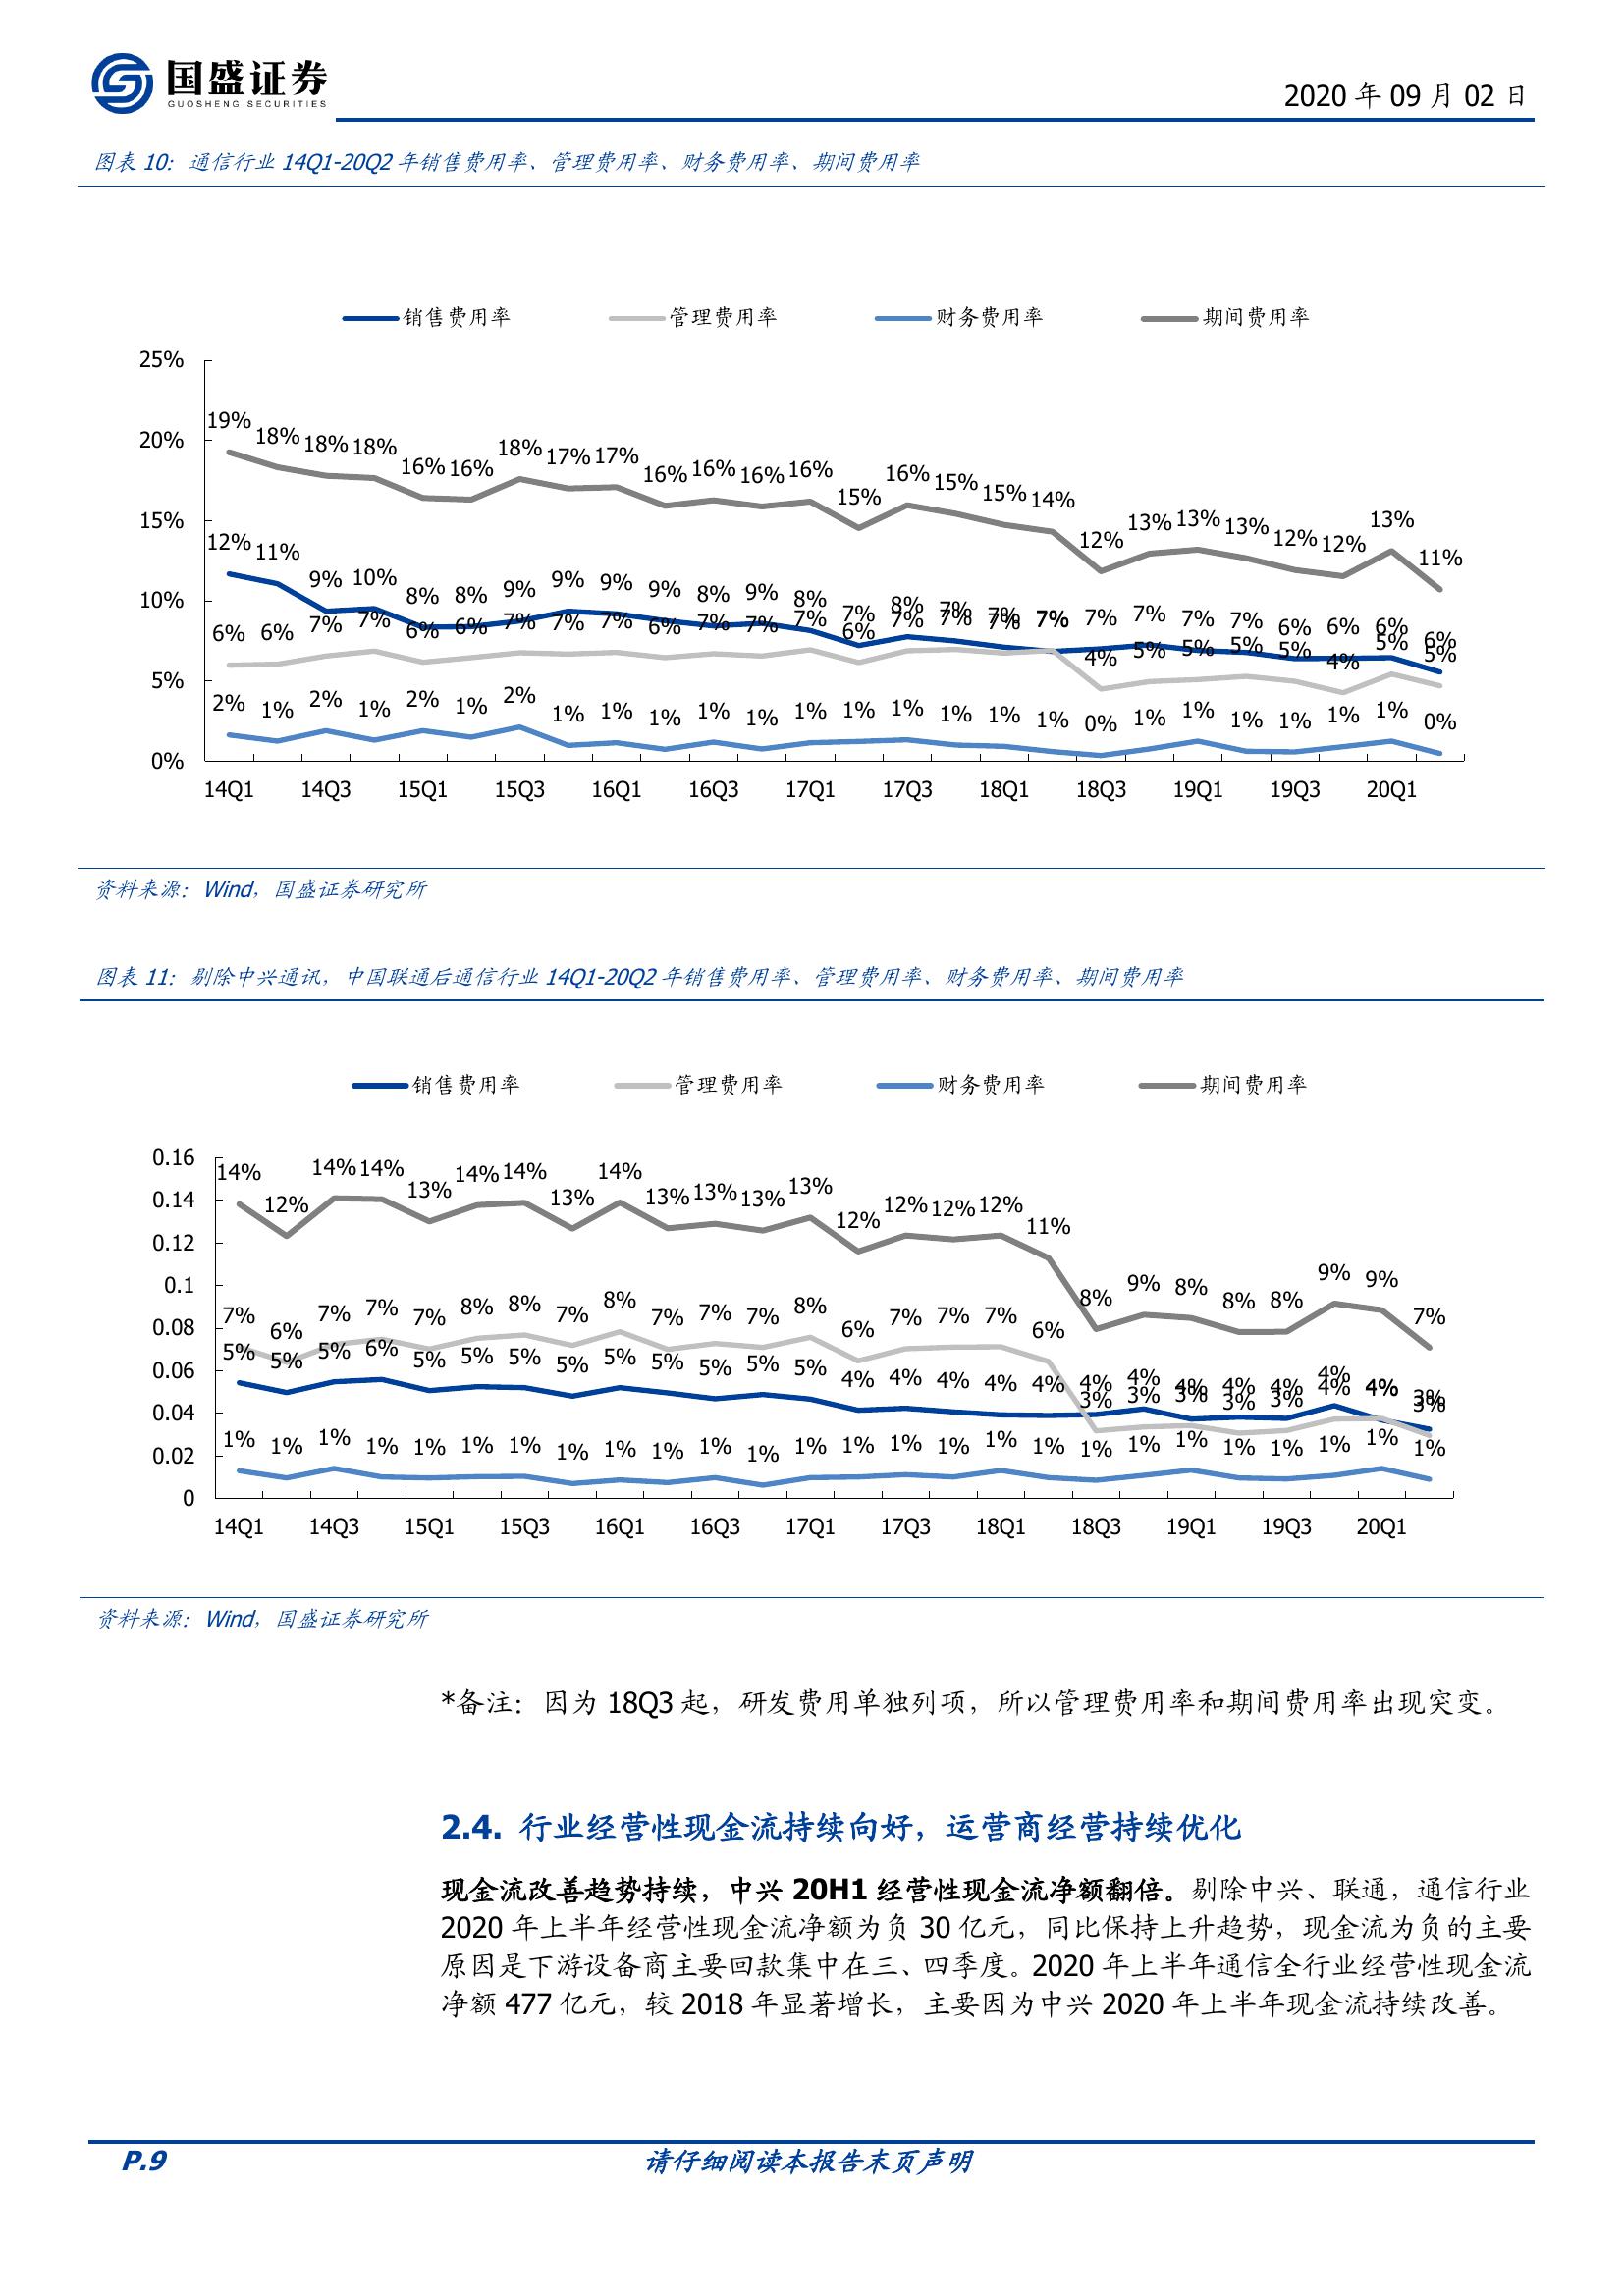 国盛证券
GUOSHENG SECURITIES
2020 年 09 月 02 日
图表 10：通信行业 14Q1-20Q2 年销售费用率、管理费用率、财务费用率、期间费用率
销售费用率 管理费用率 财务费用率 期间费用率
25%
20%
15%
10%
5%
0%
19% 18% 18% 18% 16% 16% 18% 17% 17% 16% 16% 16% 16% 15% 16% 15% 15% 14% 12% 13% 13% 13% 12% 12% 13% 11%
12% 11% 9% 10% 8% 8% 9% 9% 9% 9% 8% 9% 8% 7% 8% 7% 7% 7% 7% 7% 7% 7% 6% 6% 6% 6%
6% 6% 7% 7% 6% 6% 7% 7% 7% 6% 7% 7% 7% 6% 7% 7% 7% 7% 4% 5% 5% 5% 5% 4% 5% 5%
2% 1% 2% 1% 2% 1% 2% 1% 1% 1% 1% 1% 1% 1% 1% 1% 1% 1% 0% 1% 1% 1% 1% 1% 1% 0%
14Q1 14Q3 15Q1 15Q3 16Q1 16Q3 17Q1 17Q3 18Q1 18Q3 19Q1 19Q3 20Q1
资料来源：Wind，国盛证券研究所
图表 11：剔除中兴通讯，中国联通后通信行业 14Q1-20Q2 年销售费用率、管理费用率、财务费用率、期间费用率
销售费用率 管理费用率 财务费用率 期间费用率
0.16
0.14
0.12
0.1
0.08
0.06
0.04
0.02
0
14% 12% 14% 14% 13% 14% 14% 13% 14% 13% 13% 13% 13% 12% 12% 12% 12% 11% 8% 9% 8% 8% 8% 9% 9% 7%
7% 6% 7% 7% 7% 8% 8% 7% 8% 7% 7% 7% 8% 6% 7% 7% 7% 6% 3% 3% 3% 3% 3% 4% 4% 3%
5% 5% 5% 6% 5% 5% 5% 5% 5% 5% 5% 5% 5% 4% 4% 4% 4% 4% 4% 4% 4% 4% 4% 4% 4% 3%
1% 1% 1% 1% 1% 1% 1% 1% 1% 1% 1% 1% 1% 1% 1% 1% 1% 1% 1% 1% 1% 1% 1% 1% 1% 1%
14Q1 14Q3 15Q1 15Q3 16Q1 16Q3 17Q1 17Q3 18Q1 18Q3 19Q1 19Q3 20Q1
资料来源：Wind，国盛证券研究所
*备注：因为 18Q3 起，研发费用单独列项，所以管理费用率和期间费用率出现突变。
2.4. 行业经营性现金流持续向好，运营商经营持续优化
现金流改善趋势持续，中兴 20H1 经营性现金流净额翻倍。剔除中兴、联通，通信行业
2020 年上半年经营性现金流净额为负 30 亿元，同比保持上升趋势，现金流为负的主要
原因是下游设备商主要回款集中在三、四季度。2020 年上半年通信全行业经营性现金流
净额 477 亿元，较 2018 年显著增长，主要因为中兴 2020 年上半年现金流持续改善。
P.9
请仔细阅读本报告末页声明